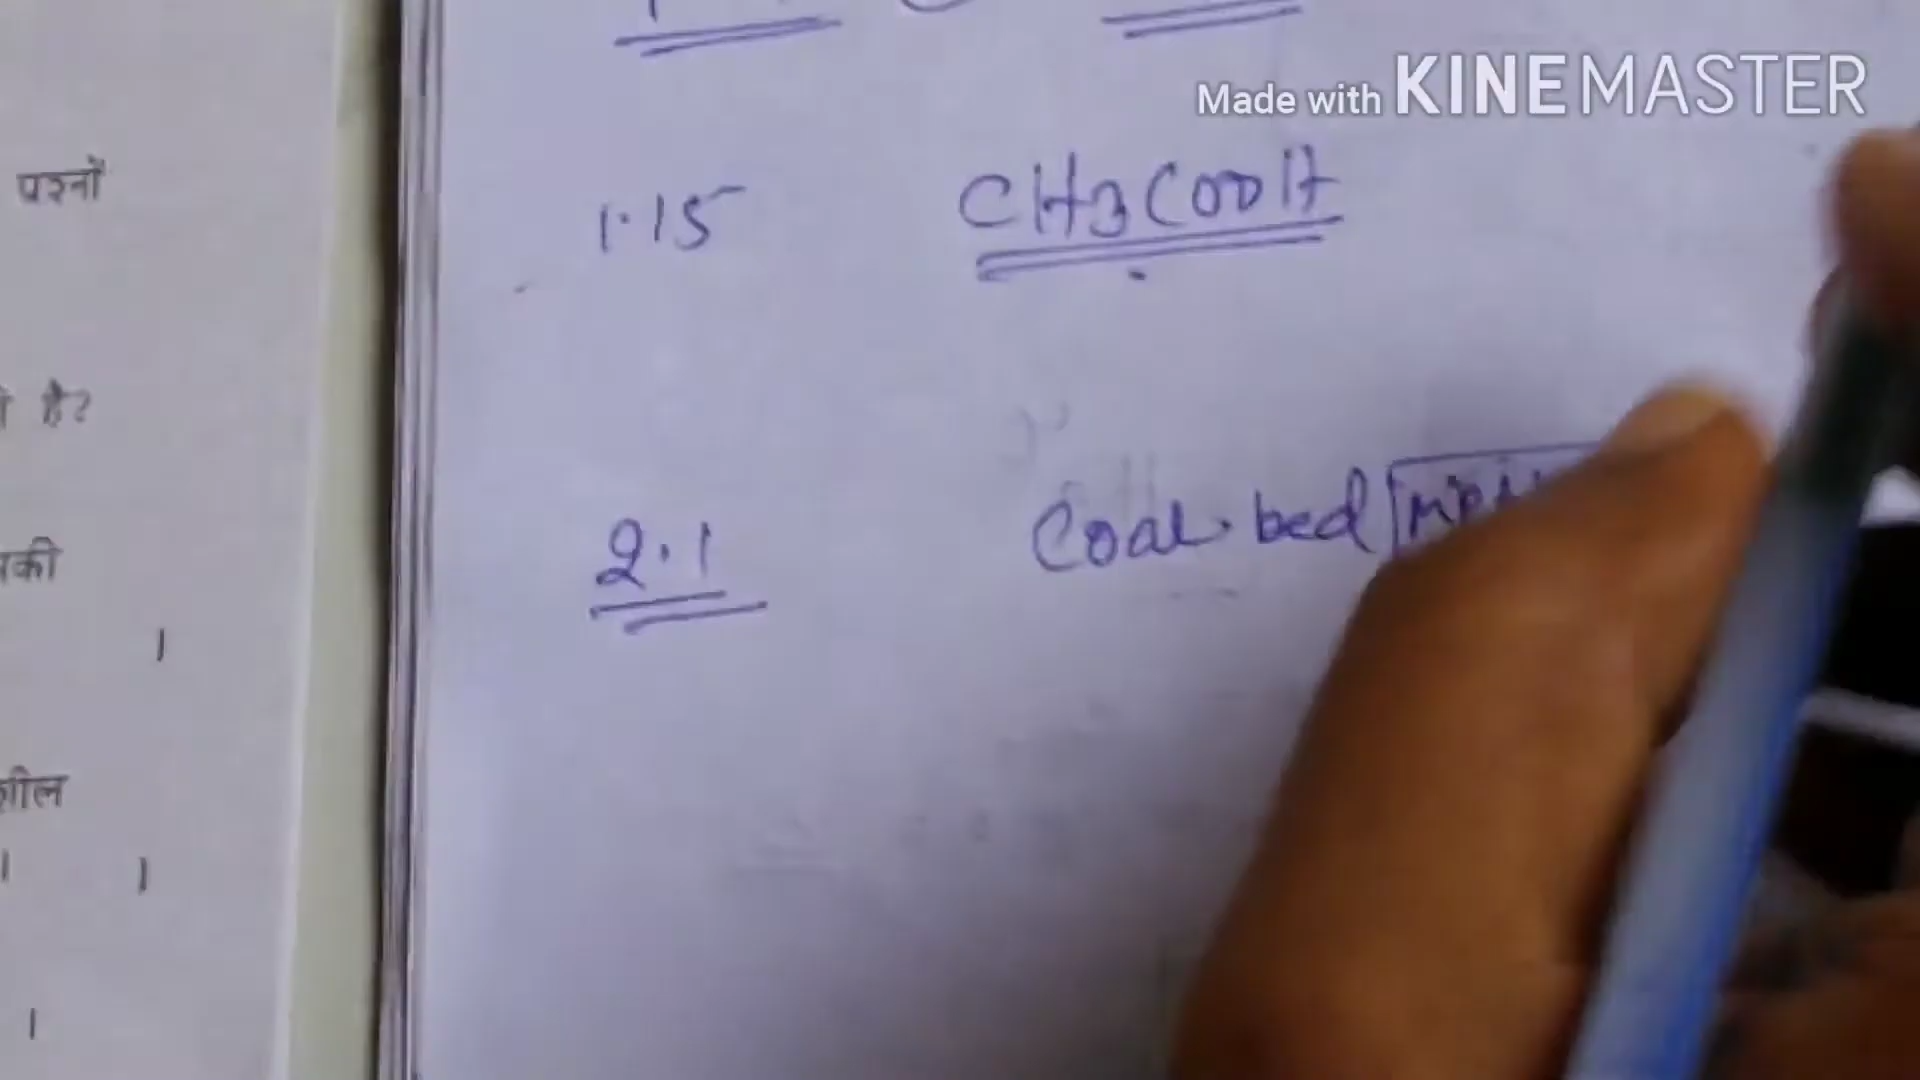 Made with KINEMASTER
प्रश्नों
1.15 CH3COOH
है?
2.1 Coal bed
की
।
शील
।
।